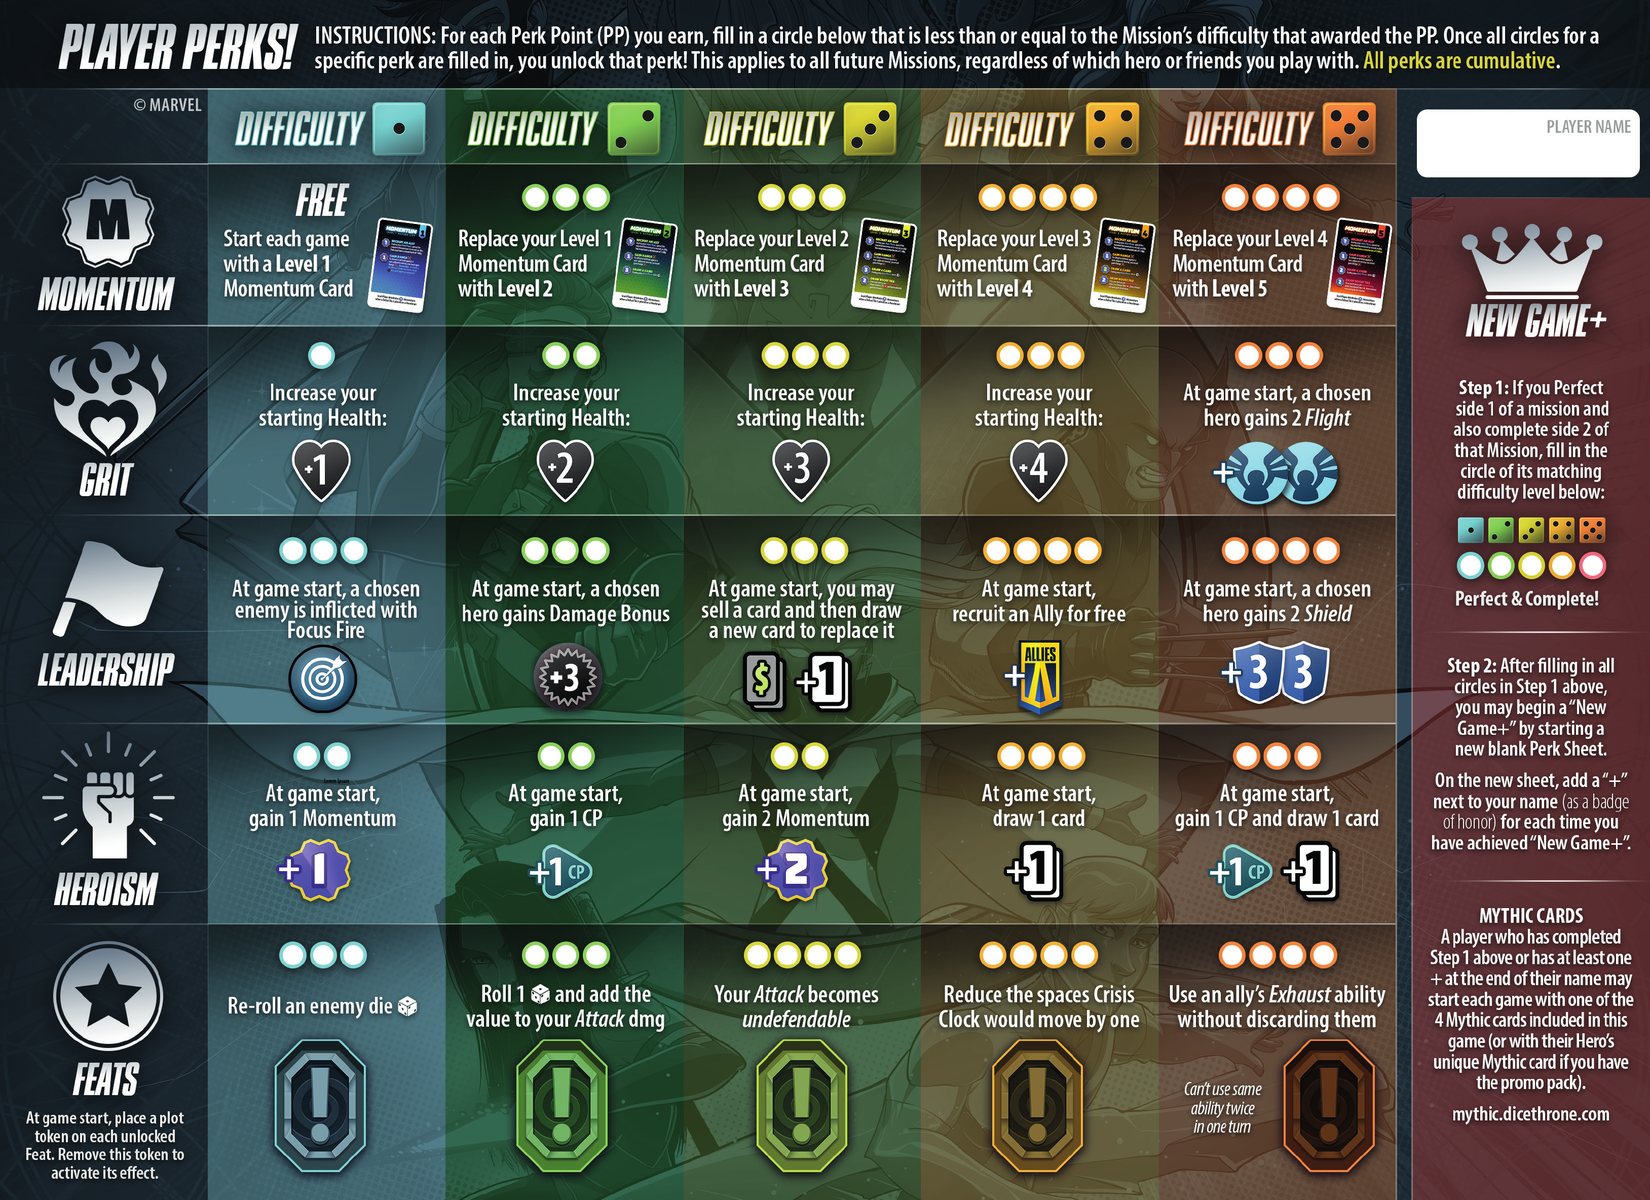 PLAYER PERKS!
INSTRUCTIONS: For each Perk Point (PP) you earn, fill in a circle below that is less than or equal to the Mission's difficulty that awarded the PP. Once all circles for a
specific perk are filled in, you unlock that perk! This applies to all future Missions, regardless of which hero or friends you play with. All perks are cumulative.
© MARVEL
DIFFICULTY
DIFFICULTY
DIFFICULTY
DIFFICULTY
DIFFICULTY
PLAYER NAME
M
MOMENTUM
FREE
Start each game
with a Level 1
Momentum Card
MOMENTUM 1
Replace your Level 1
Momentum Card
with Level 2
MOMENTUM 2
Replace your Level 2
Momentum Card
with Level 3
MOMENTUM 3
Replace your Level 3
Momentum Card
with Level 4
MOMENTUM 4
Replace your Level 4
Momentum Card
with Level 5
MOMENTUM 5
GRIT
Increase your
starting Health:
+1
Increase your
starting Health:
+2
Increase your
starting Health:
+3
Increase your
starting Health:
+4
At game start, a chosen
hero gains 2 Flight
+
LEADERSHIP
At game start, a chosen
enemy is inflicted with
Focus Fire
At game start, a chosen
hero gains Damage Bonus
+3
At game start, you may
sell a card and then draw
a new card to replace it
$ +1
At game start,
recruit an Ally for free
+ ALLIES
At game start, a chosen
hero gains 2 Shield
+3 3
HEROISM
At game start,
gain 1 Momentum
+1
At game start,
gain 1 CP
+1 CP
At game start,
gain 2 Momentum
+2
At game start,
draw 1 card
+1
At game start,
gain 1 CP and draw 1 card
+1 CP +1
FEATS
At game start, place a plot
token on each unlocked
Feat. Remove this token to
activate its effect.
Re-roll an enemy die
!
Roll 1 and add the
value to your Attack dmg
!
Your Attack becomes
undefendable
!
Reduce the spaces Crisis
Clock would move by one
!
Use an ally's Exhaust ability
without discarding them
Can't use same
ability twice
in one turn
!
NEW GAME+
Step 1: If you Perfect
side 1 of a mission and
also complete side 2 of
that Mission, fill in the
circle of its matching
difficulty level below:
Perfect & Complete!
Step 2: After filling in all
circles in Step 1 above,
you may begin a "New
Game+" by starting a
new blank Perk Sheet.
On the new sheet, add a "+"
next to your name (as a badge
of honor) for each time you
have achieved "New Game+".
MYTHIC CARDS
A player who has completed
Step 1 above or has at least one
+ at the end of their name may
start each game with one of the
4 Mythic cards included in this
game (or with their Hero's
unique Mythic card if you have
the promo pack).
mythic.dicethrone.com